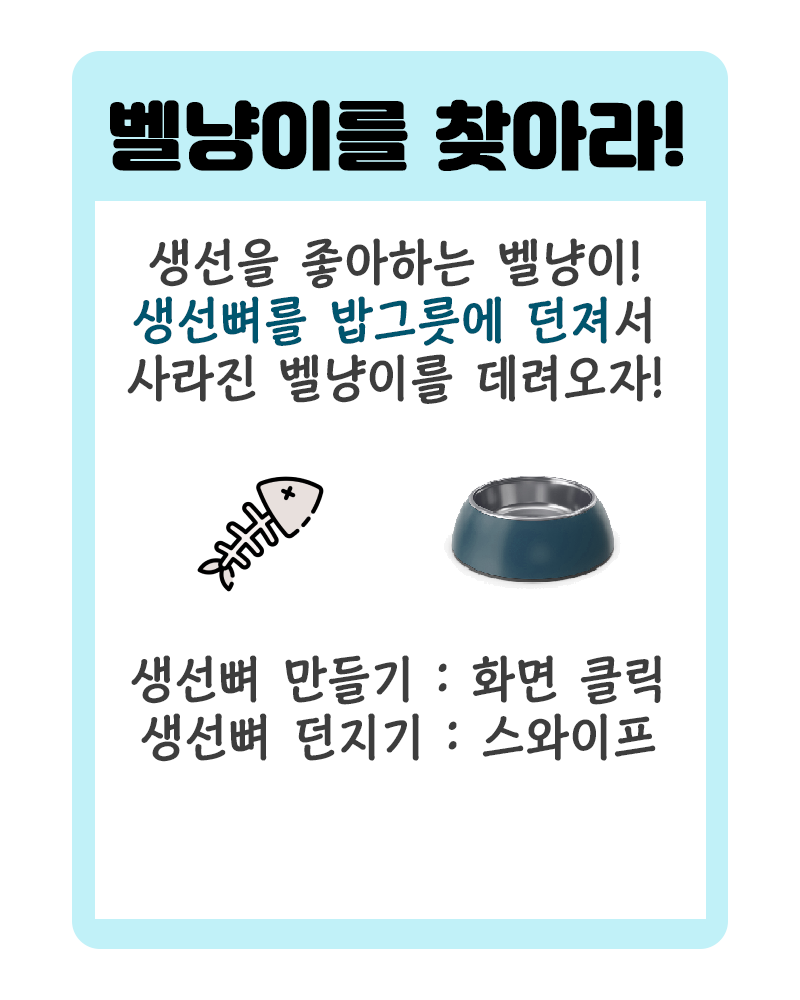 벨냥이를 찾아라!
생선을 좋아하는 벨냥이!
생선뼈를 밥그릇에 던져서
사라진 벨냥이를 데려오자!
생선뼈 만들기 : 화면 클릭
생선뼈 던지기 : 스와이프